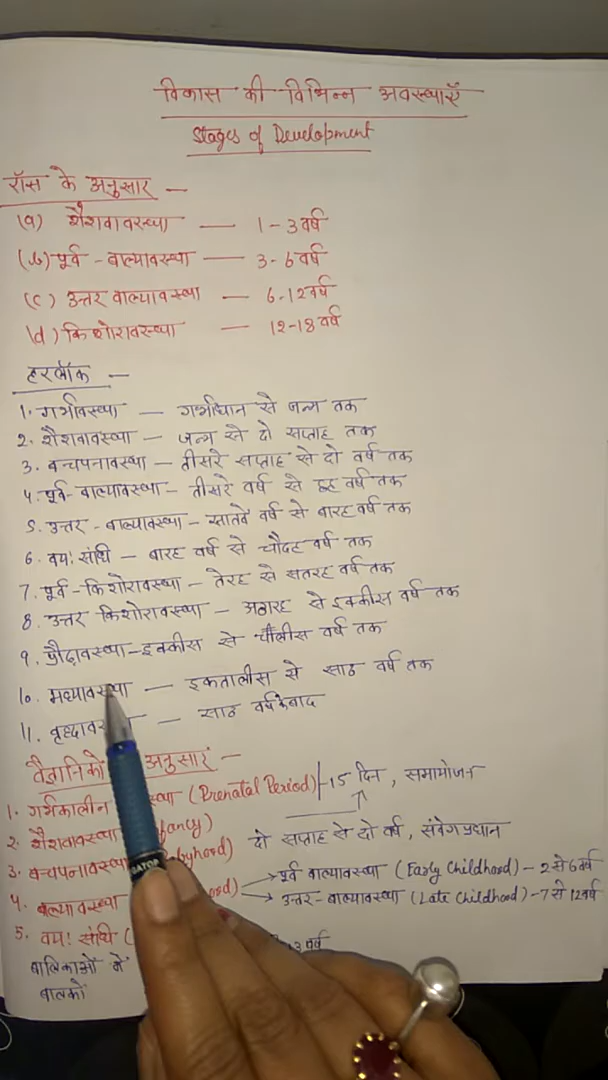 विकास की विभिन्न अवस्थाएँ
Stages of Development
रॉस के अनुसार –
(a) शैशवावस्था — 1-3 वर्ष
(b) पूर्व-बाल्यावस्था — 3-6 वर्ष
(c) उत्तर बाल्यावस्था — 6-12 वर्ष
(d) किशोरावस्था — 12-18 वर्ष
हरलॉक —
1. गर्भावस्था — गर्भाधान से जन्म तक
2. शैशवावस्था — जन्म से दो सप्ताह तक
3. बचपनावस्था — तीसरे सप्ताह से दो वर्ष तक
4. पूर्व-बाल्यावस्था – तीसरे वर्ष से छह वर्ष तक
5. उत्तर-बाल्यावस्था – सातवें वर्ष से बारह वर्ष तक
6. वय: संधि — बारह वर्ष से चौदह वर्ष तक
7. पूर्व-किशोरावस्था – तेरह से सतरह वर्ष तक
8. उत्तर किशोरावस्था – अठारह से इक्कीस वर्ष तक
9. प्रौढ़ावस्था – इक्कीस से चालीस वर्ष तक
10. मध्यावस्था — इकतालीस से साठ वर्ष तक
11. — साठ वर्ष के बाद
वैज्ञानिकों अनुसार –
1. गर्भकालीन (Prenatal Period)
2. शैशवावस्था – 15 दिन, समायोजन
3. बचपनावस्था दो सप्ताह से दो वर्ष, संवेग प्रधान
4. बाल्यावस्था → पूर्व बाल्यावस्था (Early Childhood) – 2 से 6 वर्ष
→ उत्तर-बाल्यावस्था (Late Childhood) – 7 से 12 वर्ष
5. वय: संधि ( वर्ष
बालिकाओं में
बालकों